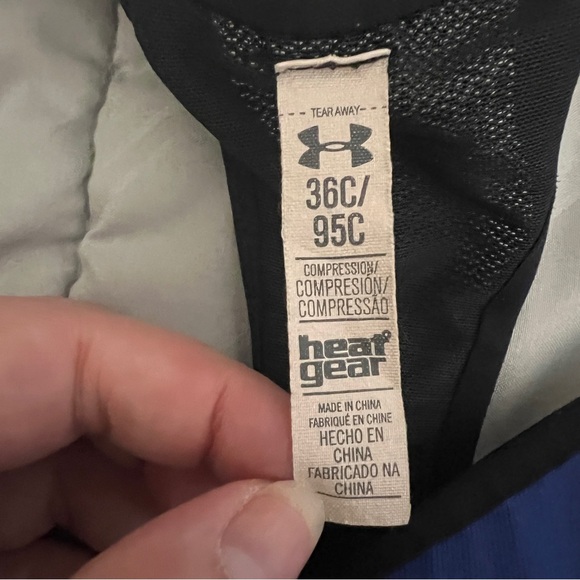 TEAR AWAY
36C/
95C
COMPRESSION/
COMPRESIÓN/
COMPRESSÃO
heat
gear
MADE IN CHINA
FABRIQUÉ EN CHINE
HECHO EN
CHINA
FABRICADO NA
CHINA